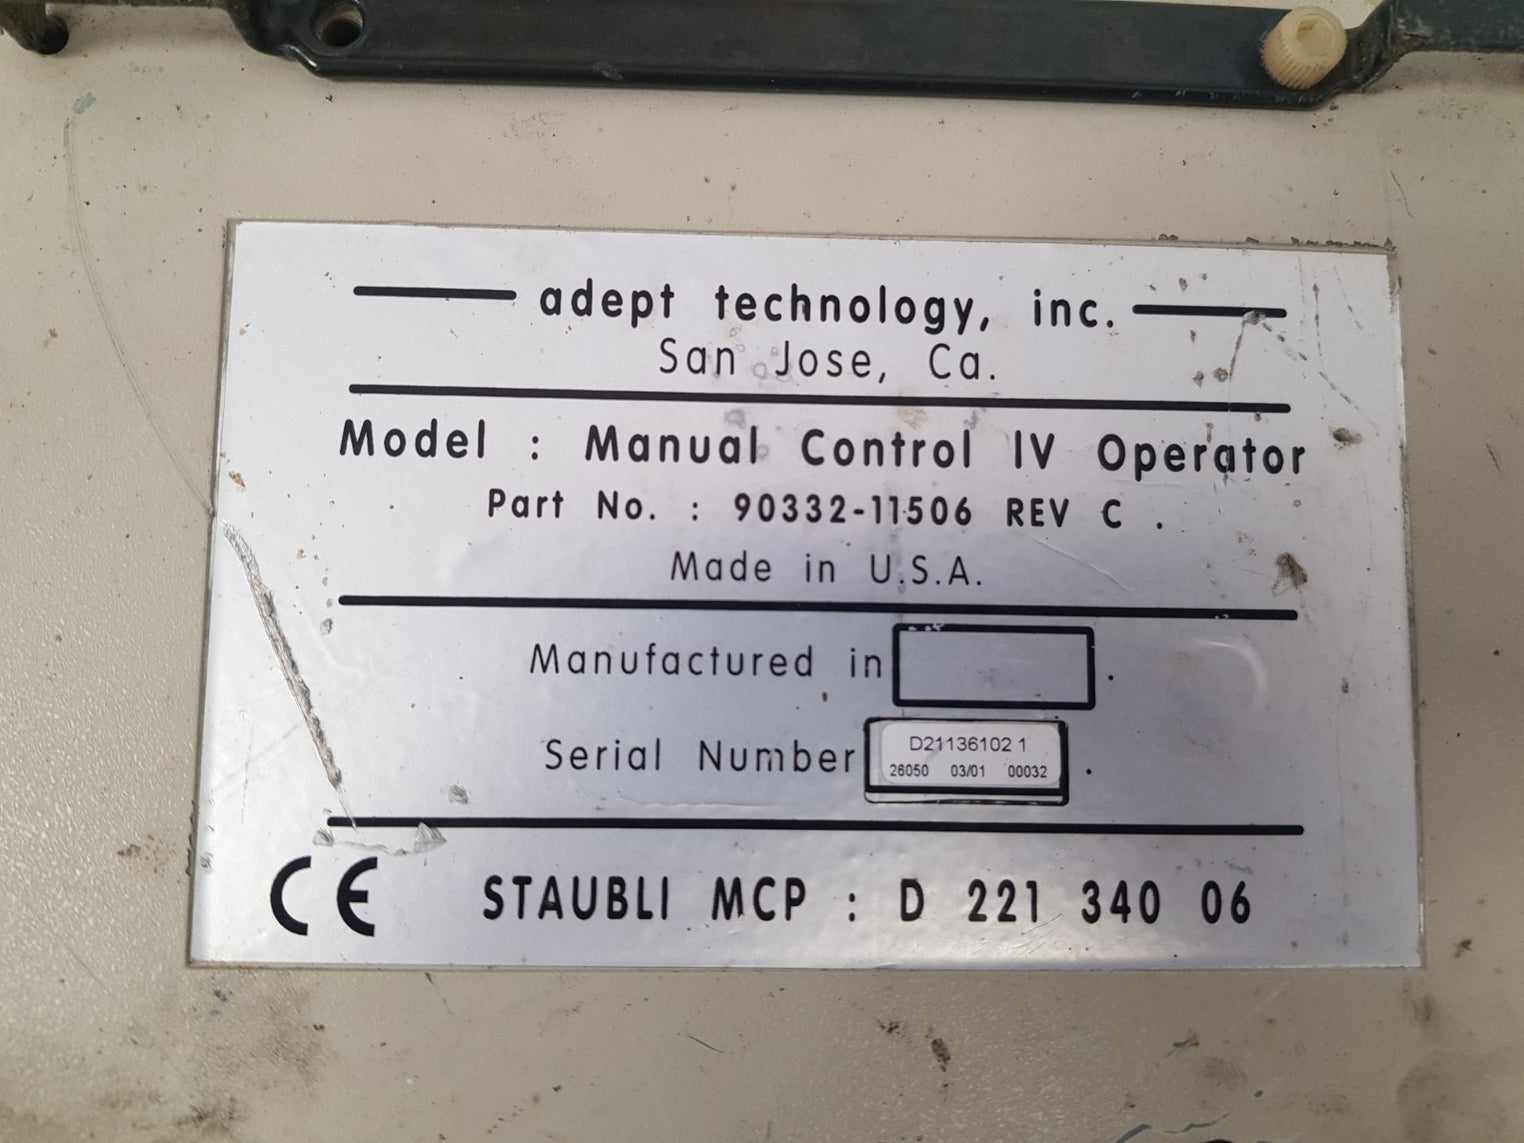 adept technology, inc.
San Jose, Ca.
Model : Manual Control IV Operator
Part No. : 90332-11506 REV C .
Made in U.S.A.
Manufactured in .
Serial Number D21136102 1 .
26050 03/01 00032
CE STAUBLI MCP : D 221 340 06